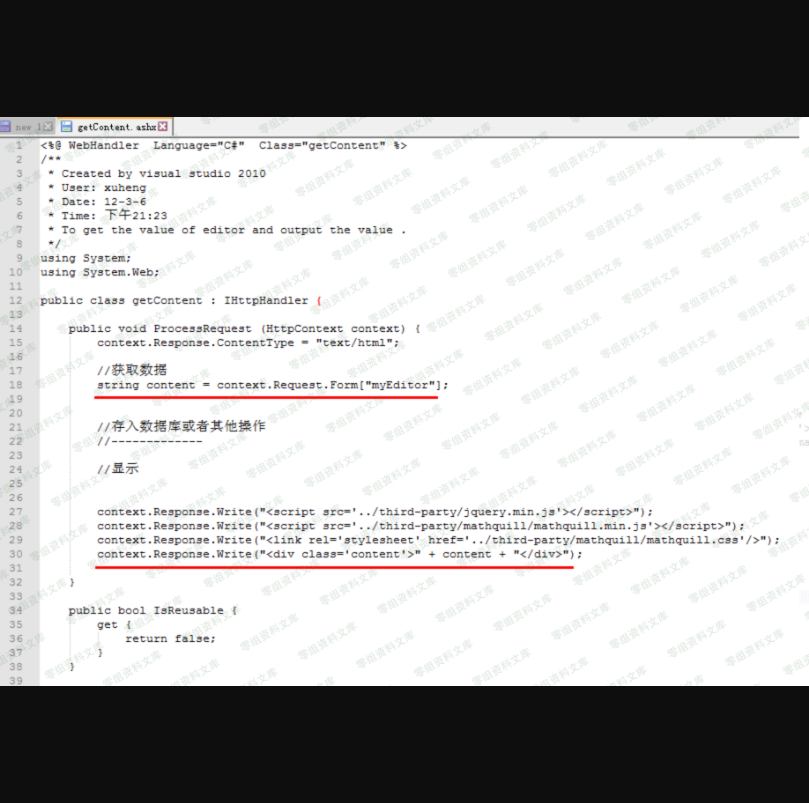 new 1
getContent.ashx
1 <%@ WebHandler Language="C#" Class="getContent" %>
2 /**
3 * Created by visual studio 2010
4 * User: xuheng
5 * Date: 12-3-6
6 * Time: 下午21:23
7 * To get the value of editor and output the value .
8 */
9 using System;
10 using System.Web;
11
12 public class getContent : IHttpHandler {
13
14 public void ProcessRequest (HttpContext context) {
15 context.Response.ContentType = "text/html";
16
17 //获取数据
18 string content = context.Request.Form["myEditor"];
19
20
21 //存入数据库或者其他操作
22 //-------------
23
24 //显示
25
26
27 context.Response.Write("<script src='../third-party/jquery.min.js'></script>");
28 context.Response.Write("<script src='../third-party/mathquill/mathquill.min.js'></script>");
29 context.Response.Write("<link rel='stylesheet' href='../third-party/mathquill/mathquill.css'/>");
30 context.Response.Write("<div class='content'>" + content + "</div>");
31
32 }
33
34 public bool IsReusable {
35 get {
36 return false;
37 }
38 }
39
零组资料文库